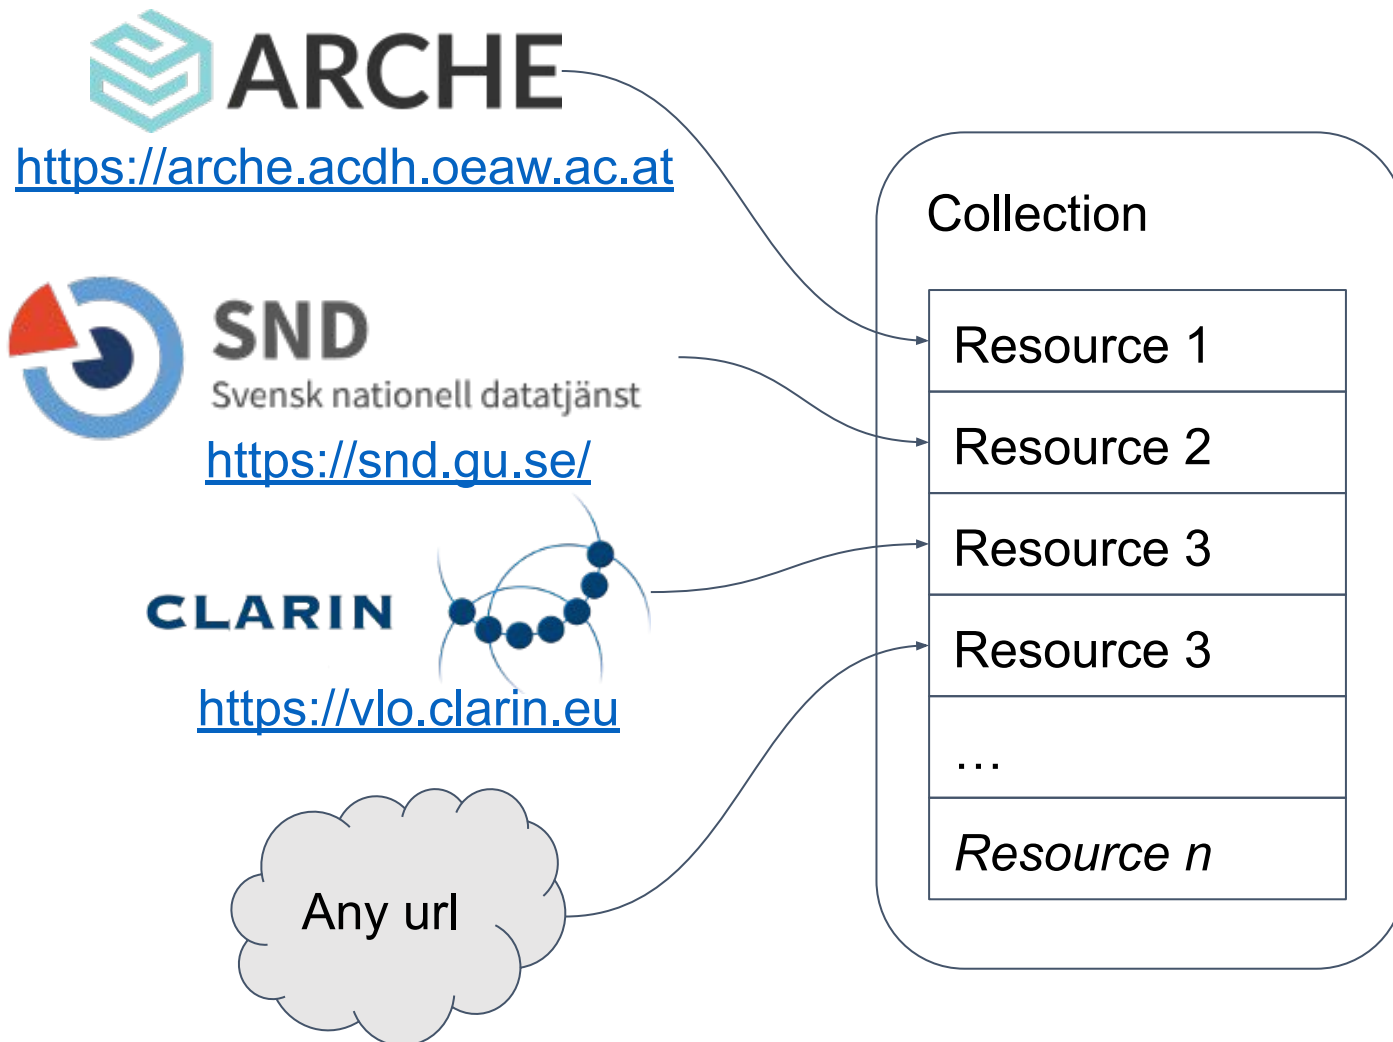 ARCHE
https://arche.acdh.oeaw.ac.at
SND
Svensk nationell datatjänst
https://snd.gu.se/
CLARIN
https://vlo.clarin.eu
Any url
Collection
Resource 1
Resource 2
Resource 3
Resource 3
…
Resource n